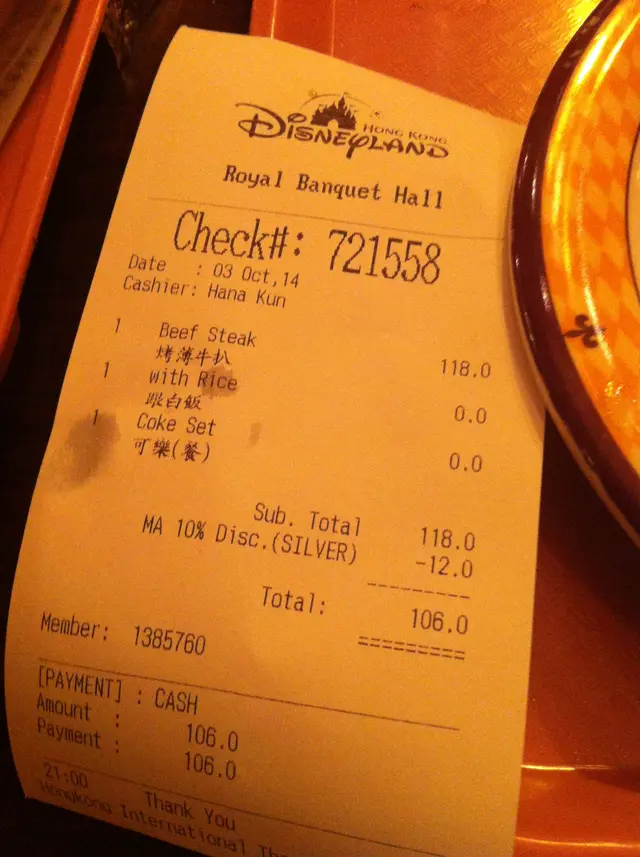 HONG KONG
DISNEYLAND
Royal Banquet Hall
Check#: 721558
Date : 03 Oct,14
Cashier: Hana Kun
1 Beef Steak 118.0
烤薄牛扒
1 with Rice 0.0
跟白飯
1 Coke Set 0.0
可樂(餐)
Sub. Total 118.0
MA 10% Disc.(SILVER) -12.0
Total: 106.0
Member: 1385760
[PAYMENT] : CASH
Amount : 106.0
Payment : 106.0
21:00 Thank You
Hongkong International